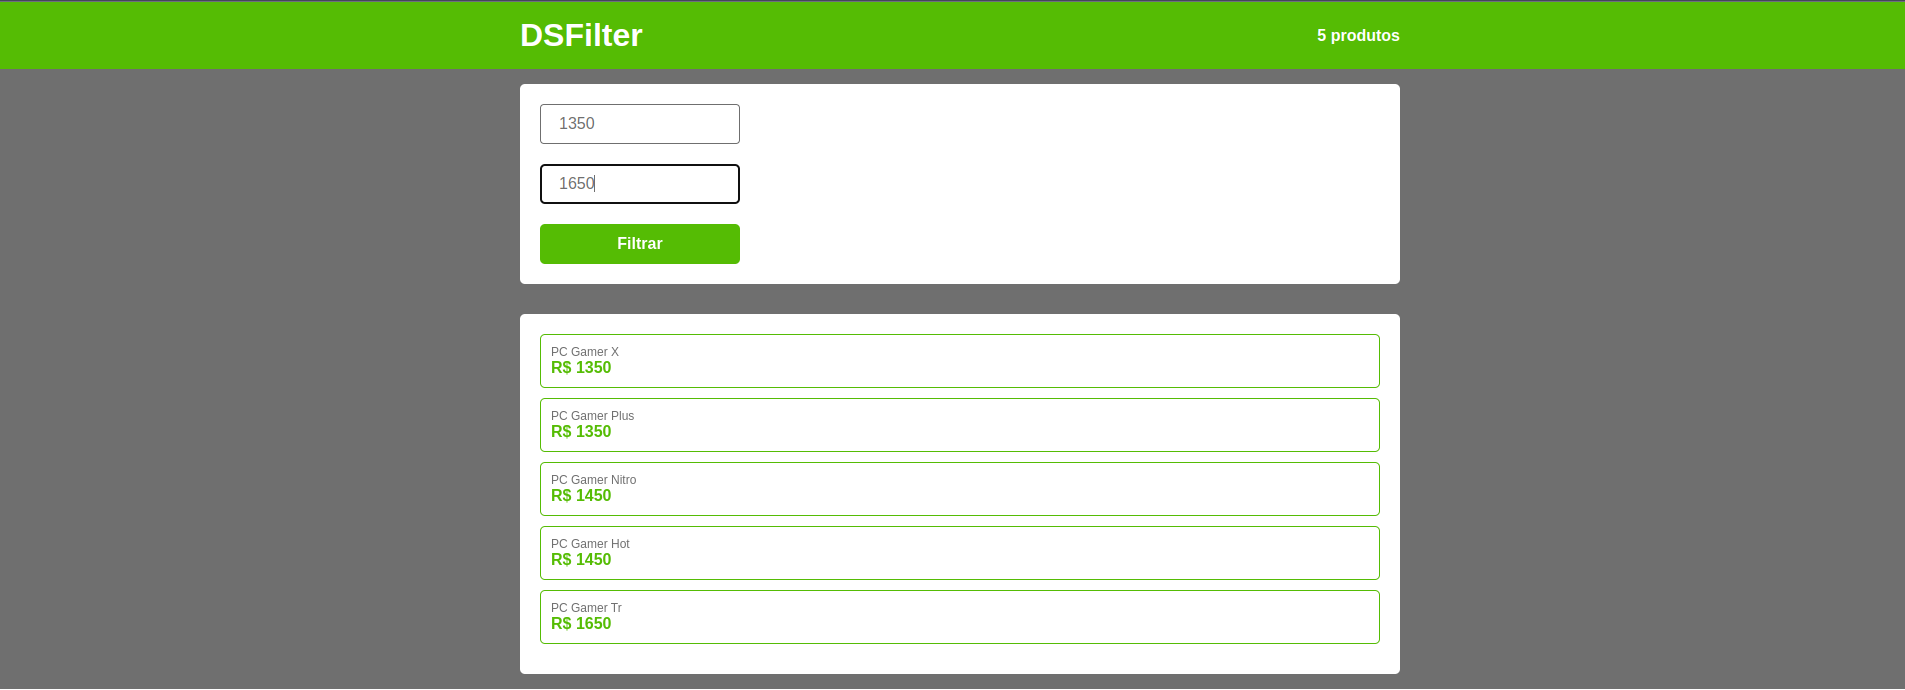 DSFilter
5 produtos
1350
1650
Filtrar
PC Gamer X
R$ 1350
PC Gamer Plus
R$ 1350
PC Gamer Nitro
R$ 1450
PC Gamer Hot
R$ 1450
PC Gamer Tr
R$ 1650